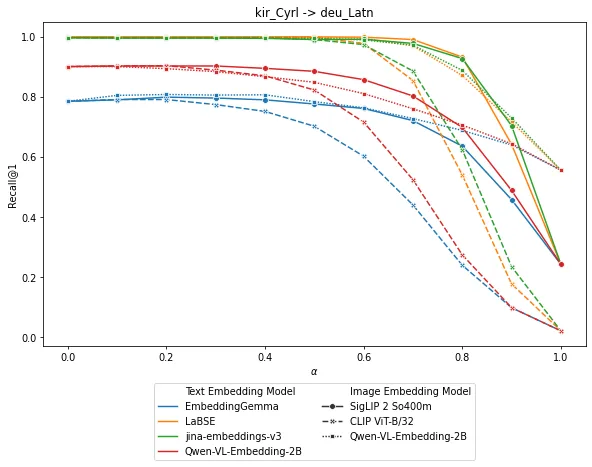 kir_Cyrl -> deu_Latn
Recall@1
1.0
0.8
0.6
0.4
0.2
0.0
0.0 0.2 0.4 0.6 0.8 1.0
α
Text Embedding Model
EmbeddingGemma
LaBSE
jina-embeddings-v3
Qwen-VL-Embedding-2B
Image Embedding Model
SigLIP 2 So400m
CLIP ViT-B/32
Qwen-VL-Embedding-2B